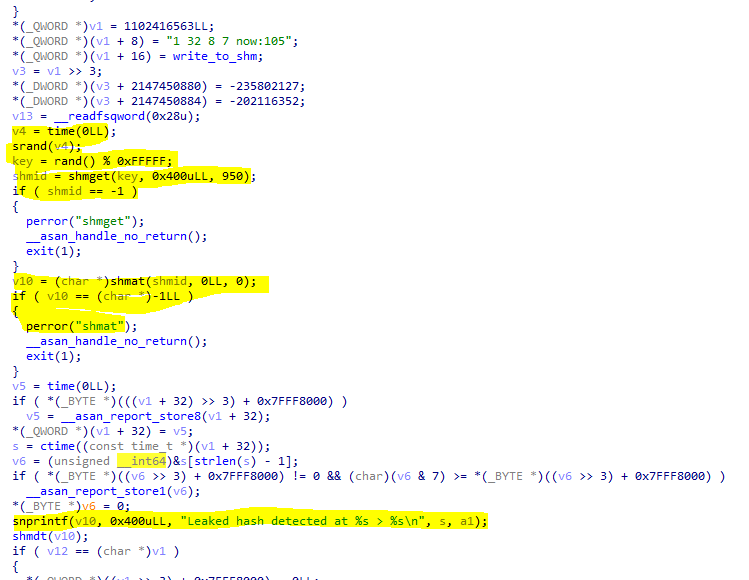 }
*(_QWORD *)v1 = 1102416563LL;
*(_QWORD *)(v1 + 8) = "1 32 8 7 now:105";
*(_QWORD *)(v1 + 16) = write_to_shm;
v3 = v1 >> 3;
*(_DWORD *)(v3 + 2147450880) = -235802127;
*(_DWORD *)(v3 + 2147450884) = -202116352;
v13 = __readfsqword(0x28u);
v4 = time(0LL);
srand(v4);
key = rand() % 0xFFFFF;
shmid = shmget(key, 0x400uLL, 950);
if ( shmid == -1 )
{
perror("shmget");
__asan_handle_no_return();
exit(1);
}
v10 = (char *)shmat(shmid, 0LL, 0);
if ( v10 == (char *)-1LL )
{
perror("shmat");
__asan_handle_no_return();
exit(1);
}
v5 = time(0LL);
if ( *(_BYTE *)(((v1 + 32) >> 3) + 0x7FFF8000) )
v5 = __asan_report_store8(v1 + 32);
*(_QWORD *)(v1 + 32) = v5;
s = ctime((const time_t *)(v1 + 32));
v6 = (unsigned __int64)&s[strlen(s) - 1];
if ( *(_BYTE *)((v6 >> 3) + 0x7FFF8000) != 0 && (char)(v6 & 7) >= *(_BYTE *)((v6 >> 3) + 0x7FFF8000) )
__asan_report_store1(v6);
*(_BYTE *)v6 = 0;
snprintf(v10, 0x400uLL, "Leaked hash detected at %s > %s\n", s, a1);
shmdt(v10);
if ( v12 == (char *)v1 )
{